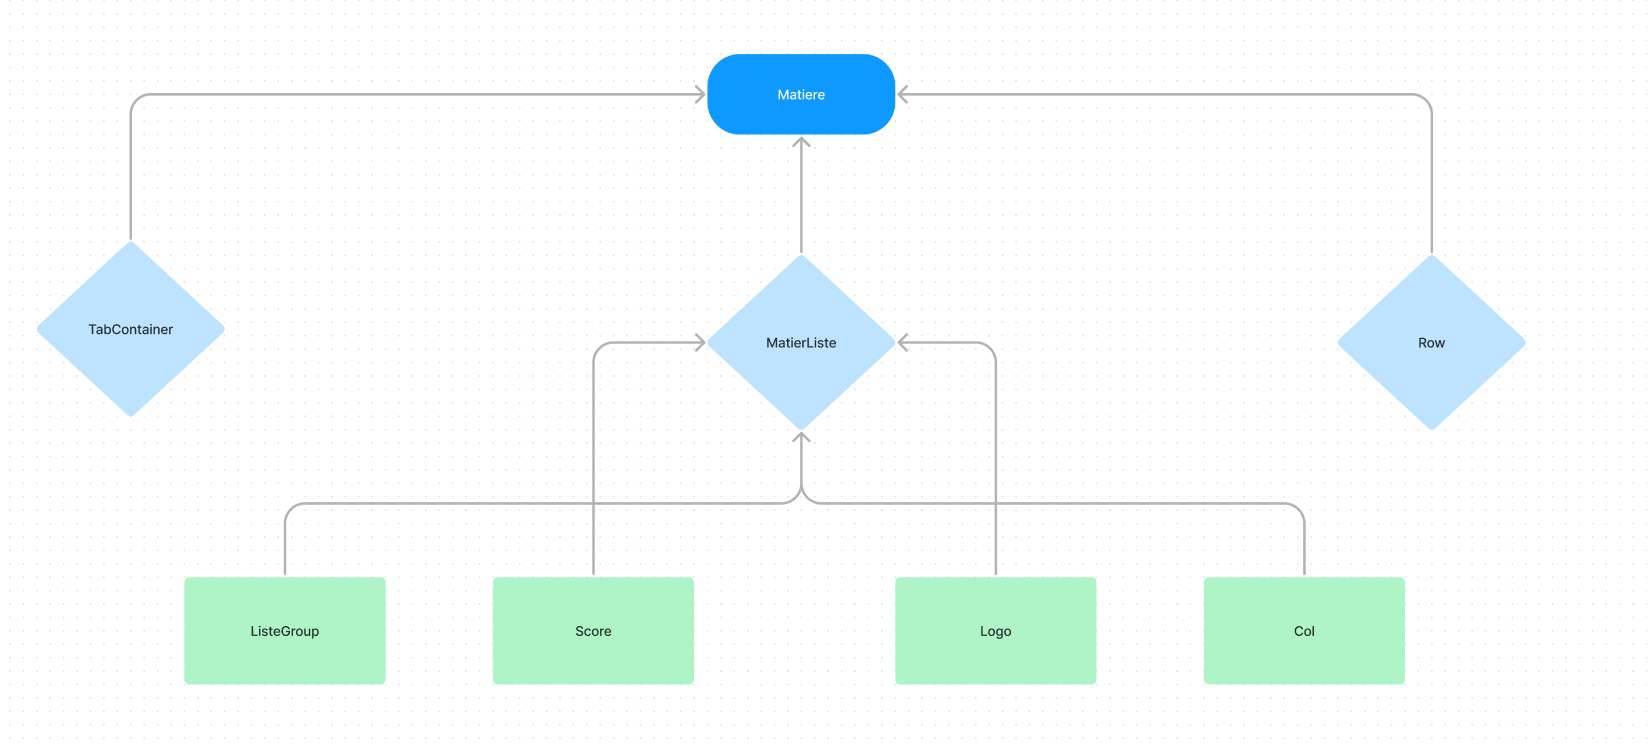 Matiere
TabContainer
MatierListe
Row
ListeGroup
Score
Logo
Col